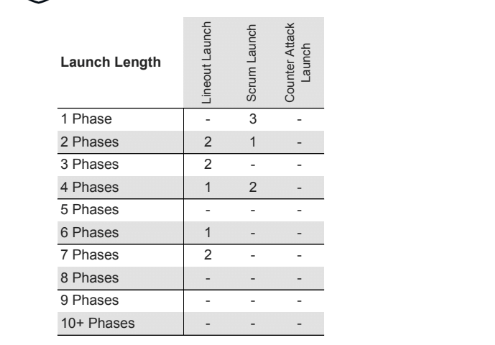 Launch Length Lineout Launch Scrum Launch Counter Attack Launch
1 Phase - 3 -
2 Phases 2 1 -
3 Phases 2 - -
4 Phases 1 2 -
5 Phases - - -
6 Phases 1 - -
7 Phases 2 - -
8 Phases - - -
9 Phases - - -
10+ Phases - - -